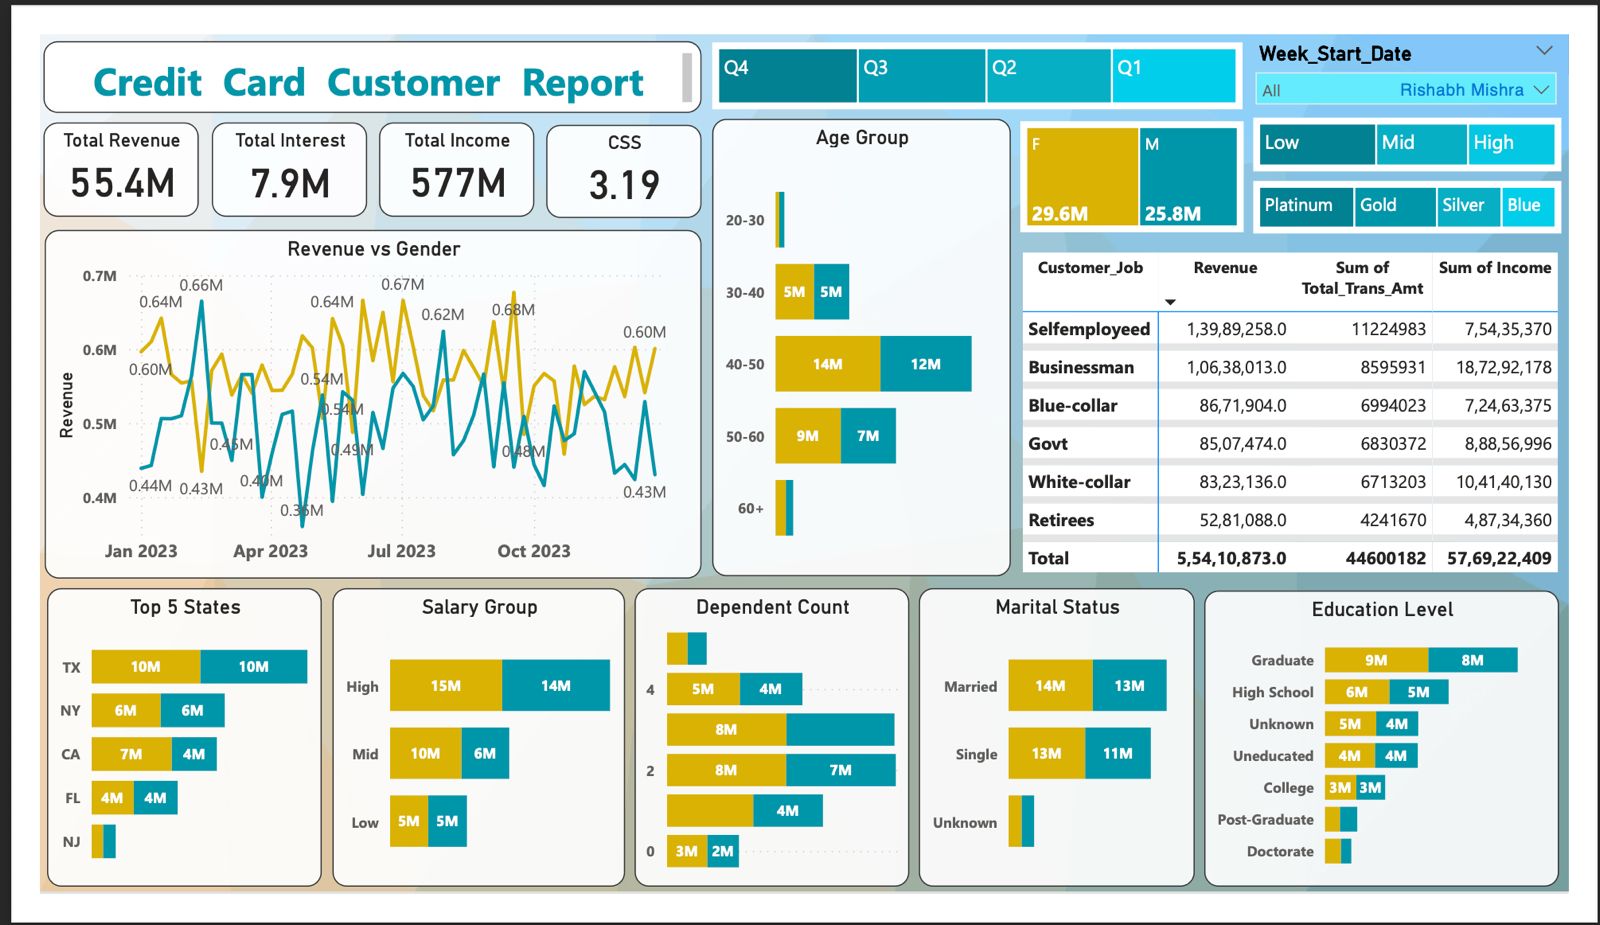 Credit Card Customer Report
Q4 Q3 Q2 Q1
Week_Start_Date
All Rishabh Mishra
Total Revenue
55.4M
Total Interest
7.9M
Total Income
577M
CSS
3.19
Low Mid High
Platinum Gold Silver Blue
F
29.6M
M
25.8M
Revenue vs Gender
Revenue
0.7M
0.6M
0.5M
0.4M
0.64M
0.66M
0.64M
0.67M
0.62M
0.68M
0.60M
0.60M
0.54M
0.54M
0.45M
0.49M
0.48M
0.44M
0.43M
0.40M
0.36M
0.43M
Jan 2023 Apr 2023 Jul 2023 Oct 2023
Age Group
20-30
30-40 5M 5M
40-50 14M 12M
50-60 9M 7M
60+
Customer_Job Revenue Sum of Total_Trans_Amt Sum of Income
Selfemployeed 1,39,89,258.0 11224983 7,54,35,370
Businessman 1,06,38,013.0 8595931 18,72,92,178
Blue-collar 86,71,904.0 6994023 7,24,63,375
Govt 85,07,474.0 6830372 8,88,56,996
White-collar 83,23,136.0 6713203 10,41,40,130
Retirees 52,81,088.0 4241670 4,87,34,360
Total 5,54,10,873.0 44600182 57,69,22,409
Top 5 States
TX 10M 10M
NY 6M 6M
CA 7M 4M
FL 4M 4M
NJ
Salary Group
High 15M 14M
Mid 10M 6M
Low 5M 5M
Dependent Count
4 5M 4M
8M
2 8M 7M
4M
0 3M 2M
Marital Status
Married 14M 13M
Single 13M 11M
Unknown
Education Level
Graduate 9M 8M
High School 6M 5M
Unknown 5M 4M
Uneducated 4M 4M
College 3M 3M
Post-Graduate
Doctorate